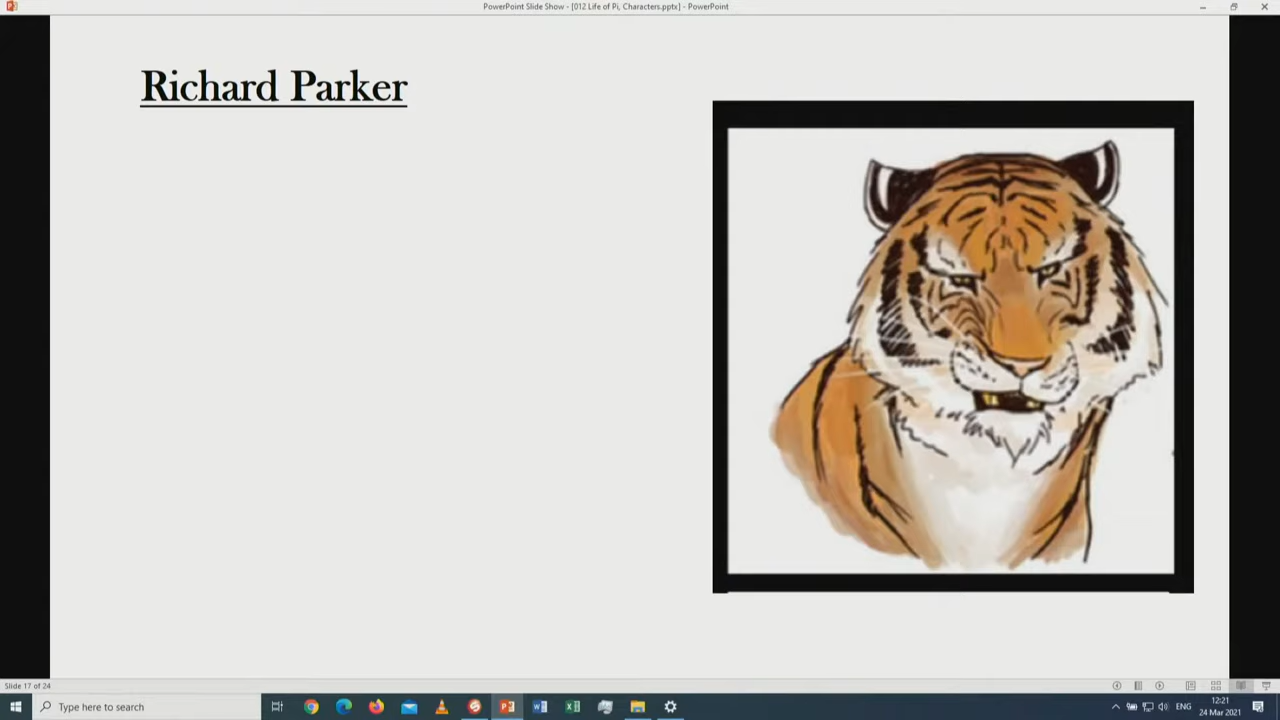 PowerPoint Slide Show - [012 Life of Pi, Characters.pptx] - PowerPoint
Richard Parker
Slide 17 of 24
Type here to search
ENG
12:21
24 Mar 2021